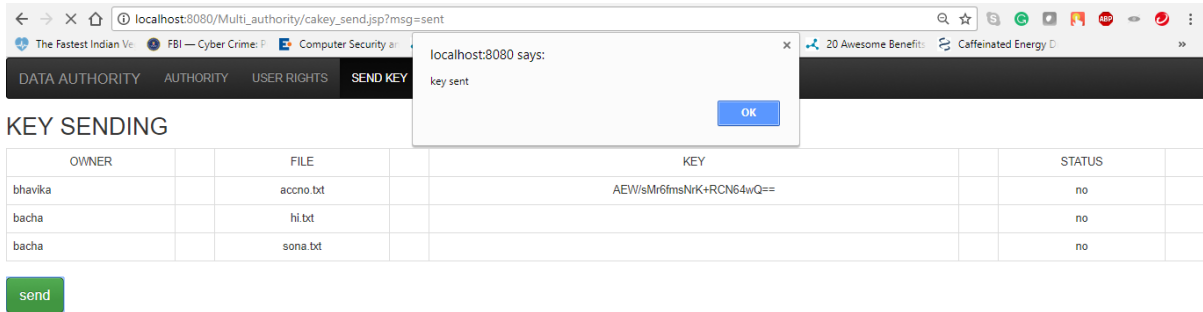 localhost:8080/Multi_authority/cakey_send.jsp?msg=sent
The Fastest Indian Ve FBI — Cyber Crime: P Computer Security ar 20 Awesome Benefits Caffeinated Energy D »
localhost:8080 says:
key sent
OK
DATA AUTHORITY AUTHORITY USER RIGHTS SEND KEY
KEY SENDING
OWNER FILE KEY STATUS
bhavika accno.txt AEW/sMr6fmsNrK+RCN64wQ== no
bacha hi.txt no
bacha sona.txt no
send